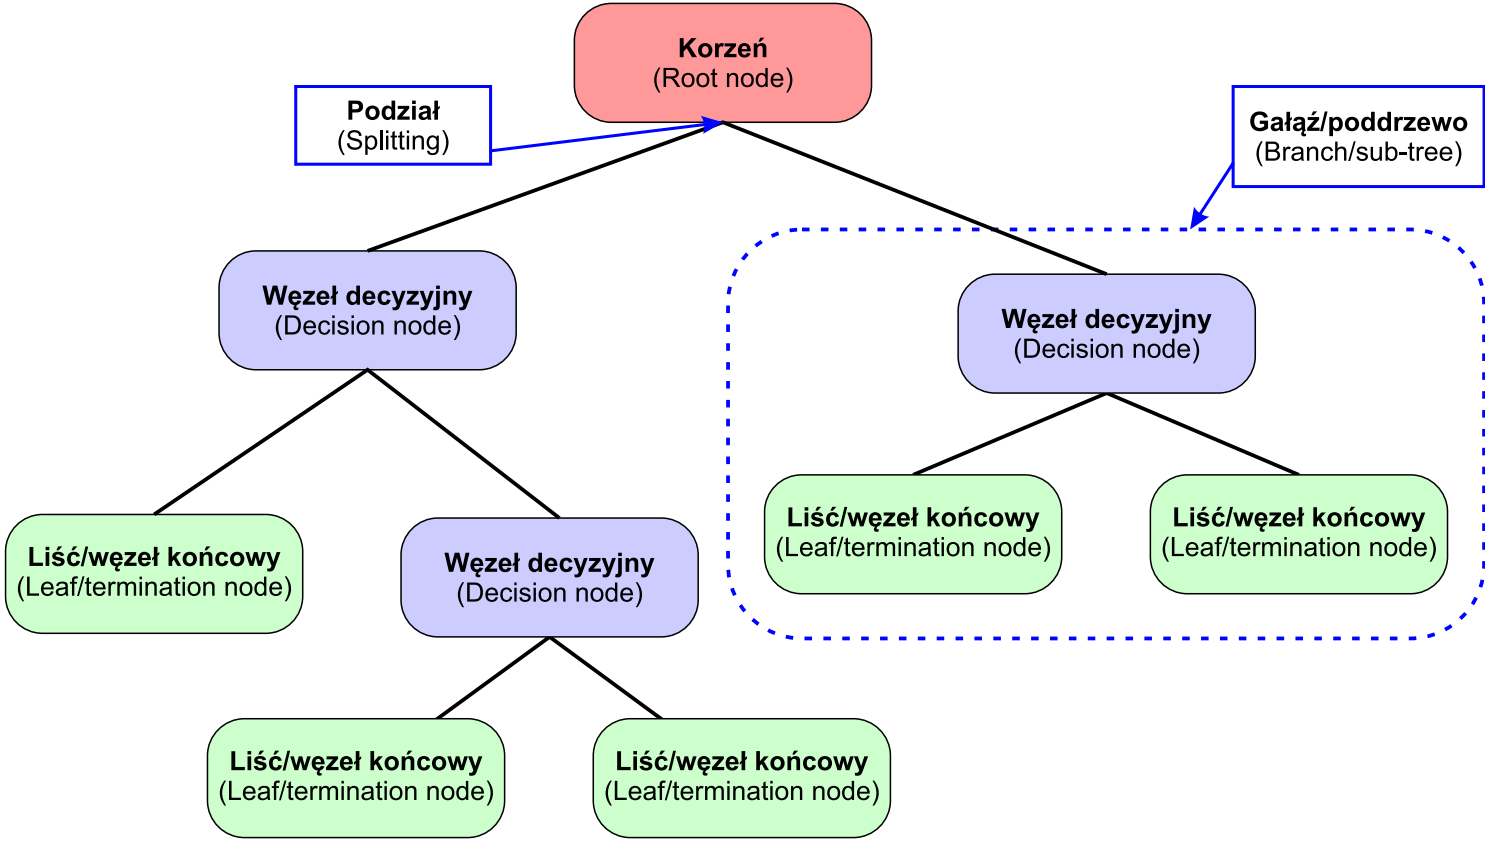 Korzeń
(Root node)
Podział
(Splitting)
Gałąź/poddrzewo
(Branch/sub-tree)
Węzeł decyzyjny
(Decision node)
Węzeł decyzyjny
(Decision node)
Liść/węzeł końcowy
(Leaf/termination node)
Węzeł decyzyjny
(Decision node)
Liść/węzeł końcowy
(Leaf/termination node)
Liść/węzeł końcowy
(Leaf/termination node)
Liść/węzeł końcowy
(Leaf/termination node)
Liść/węzeł końcowy
(Leaf/termination node)